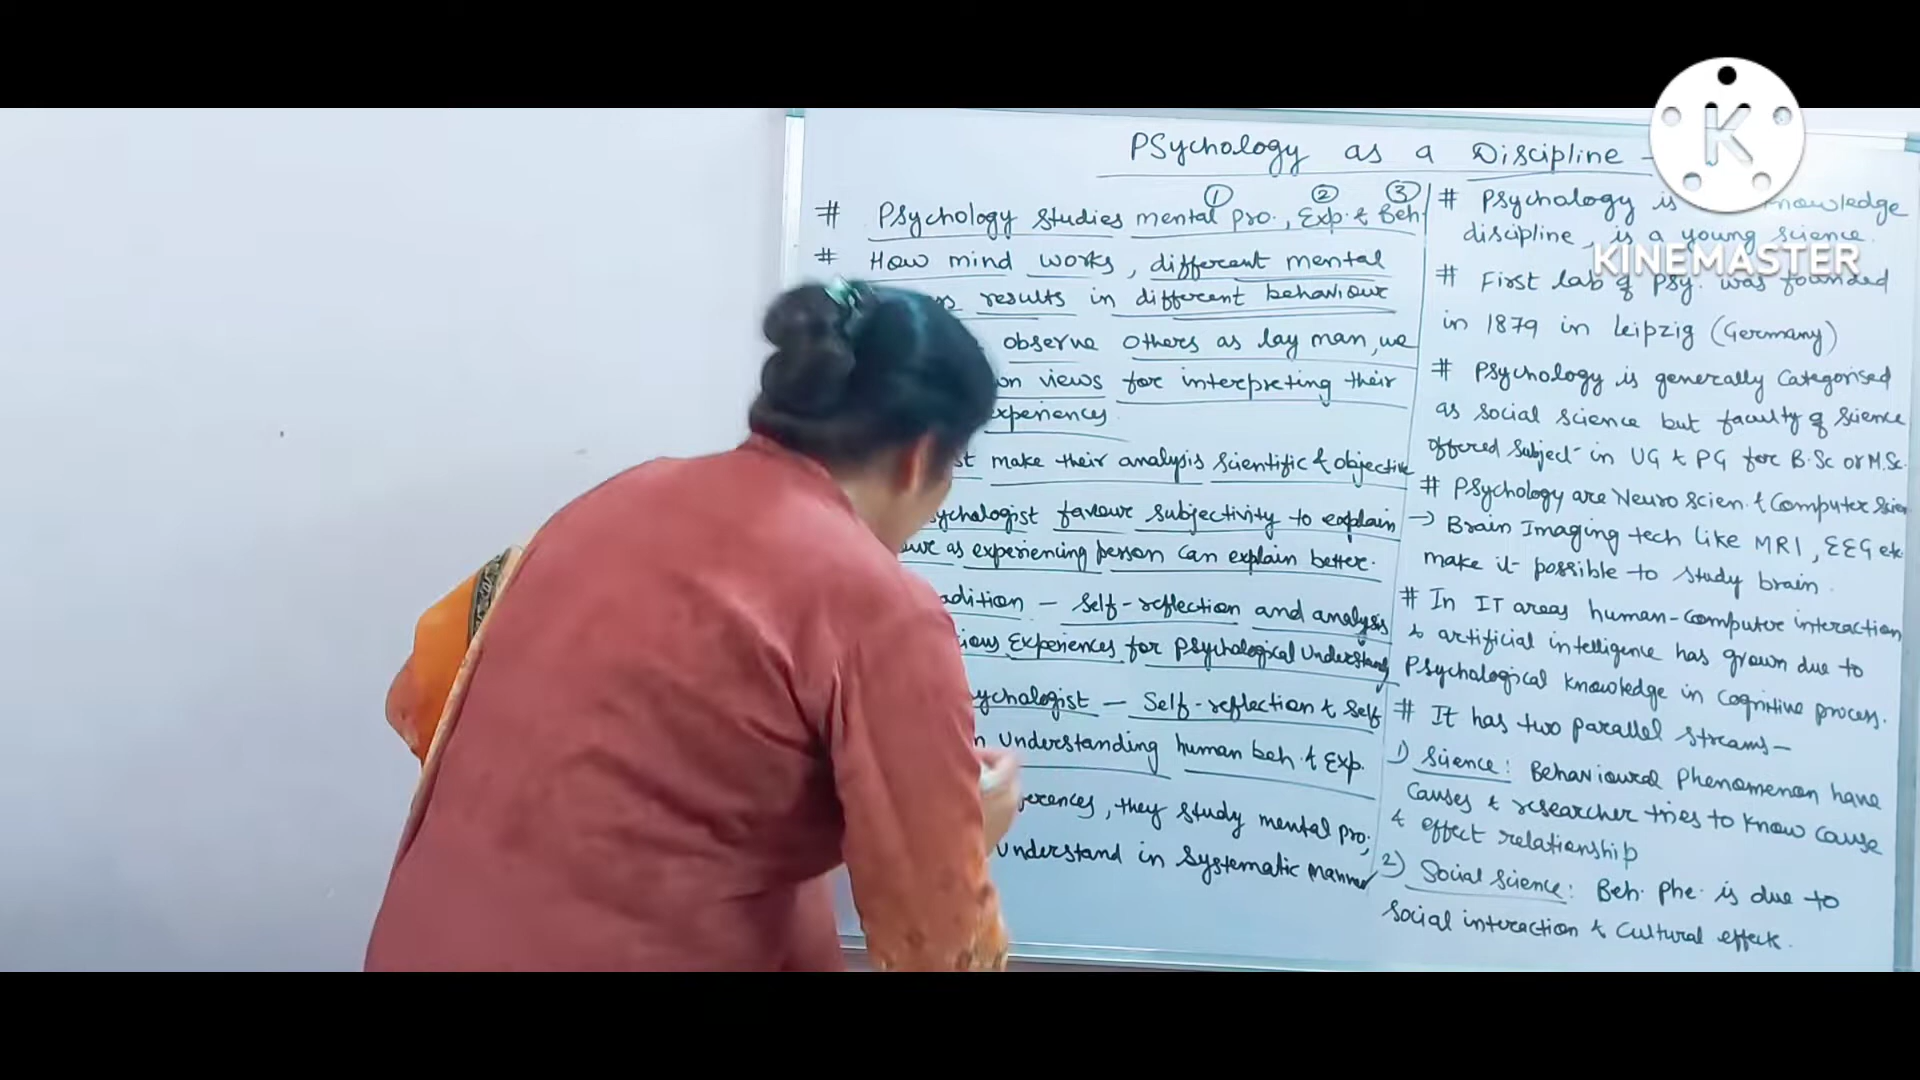 Psychology as a Discipline -
① ② ③
# Psychology studies mental pro., Exp. & Beh.
# How mind works, different mental
results in different behaviour
observe others as lay man, we
on views for interpreting their
experiences.
st make their analysis scientific & objective
ychologist favour subjectivity to explain
as experiencing person can explain better.
adition - Self-reflection and analysis
ious Experiences for Psychological Understandg
ychologist - Self-reflection & self
n understanding human beh. & Exp.
ferences, they study mental pro.,
understand in systematic manner
# Psychology is knowledge
discipline, is a young science.
# First lab of Psy. was founded
in 1879 in Leipzig (Germany)
# Psychology is generally categorised
as social science but faculty of science
offered subject in UG & PG for B.Sc or M.Sc.
# Psychology are Neuro scien. & Computer Scien
→ Brain Imaging tech like MRI, EEG etc
make it possible to study brain.
# In IT areas human-computer interaction
& artificial intelligence has grown due to
Psychological knowledge in cognitive process.
# It has two parallel streams-
1) Science: Behavioural Phenomenon have
causes & researcher tries to know cause
& effect relationship
2) Social science: Beh. Phe. is due to
social interaction & cultural effect.
K
KINEMASTER